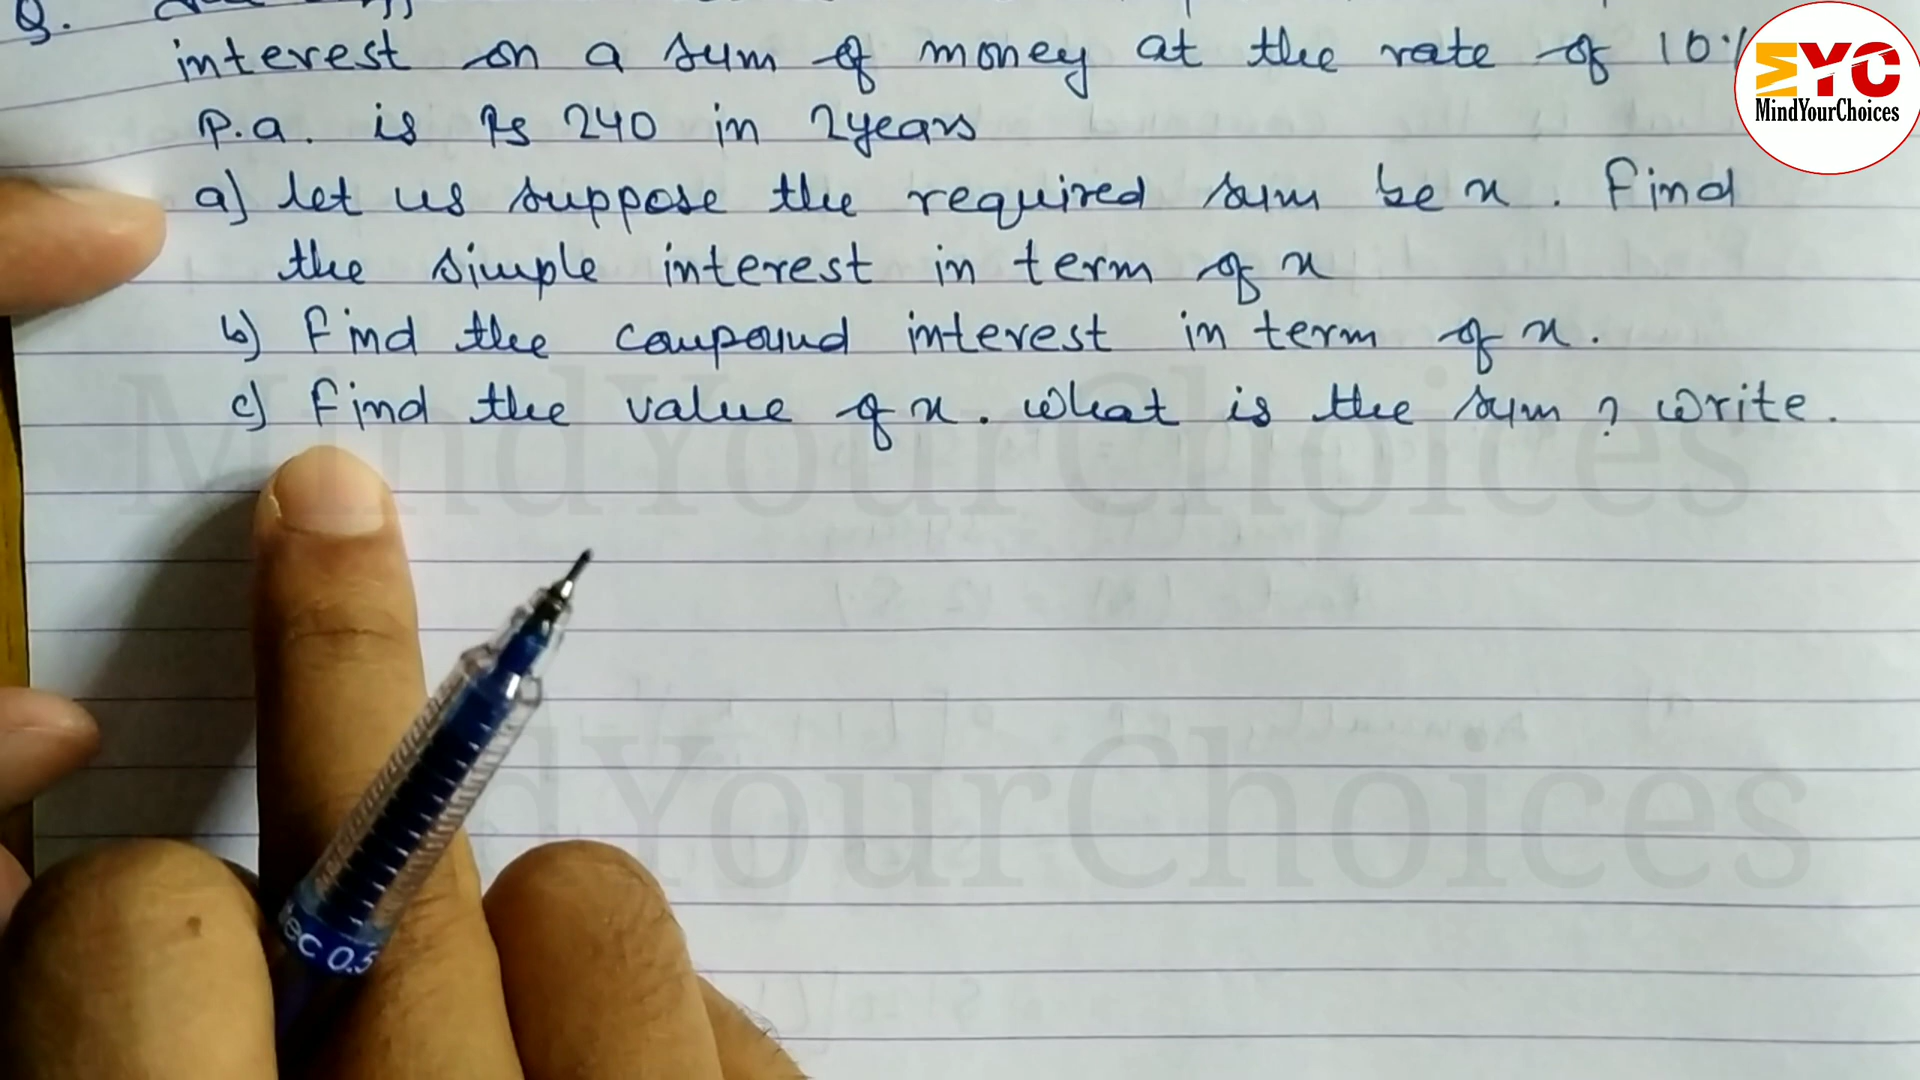 Q.
interest on a sum of money at the rate of 10%
p.a. is Rs 240 in 2years
a) let us suppose the required sum be x. Find
the simple interest in term of x
b) Find the compound interest in term of x.
c) Find the value of x. What is the sum? write.
MYC
MindYourChoices
MindYourChoices
dYourChoices
ec 0.5